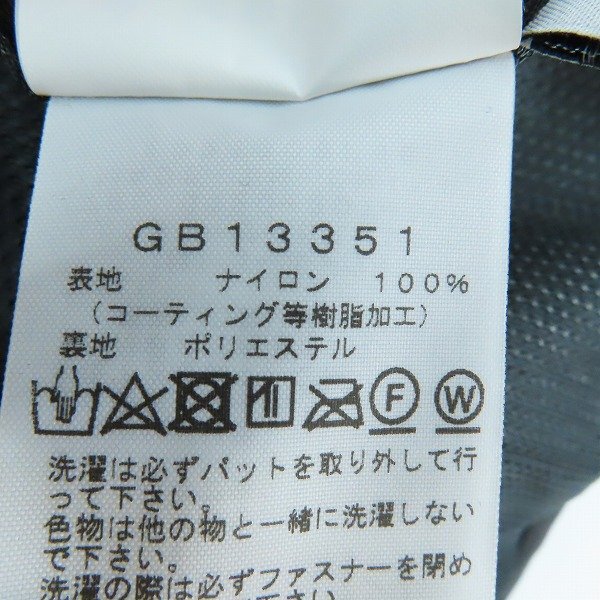 GB13351
表地 ナイロン 100%
（コーティング等樹脂加工）
裏地 ポリエステル
F W
洗濯は必ずパットを取り外して行
って下さい。
色物は他の物と一緒に洗濯しない
で下さい。
洗濯の際は必ずファスナーを閉め